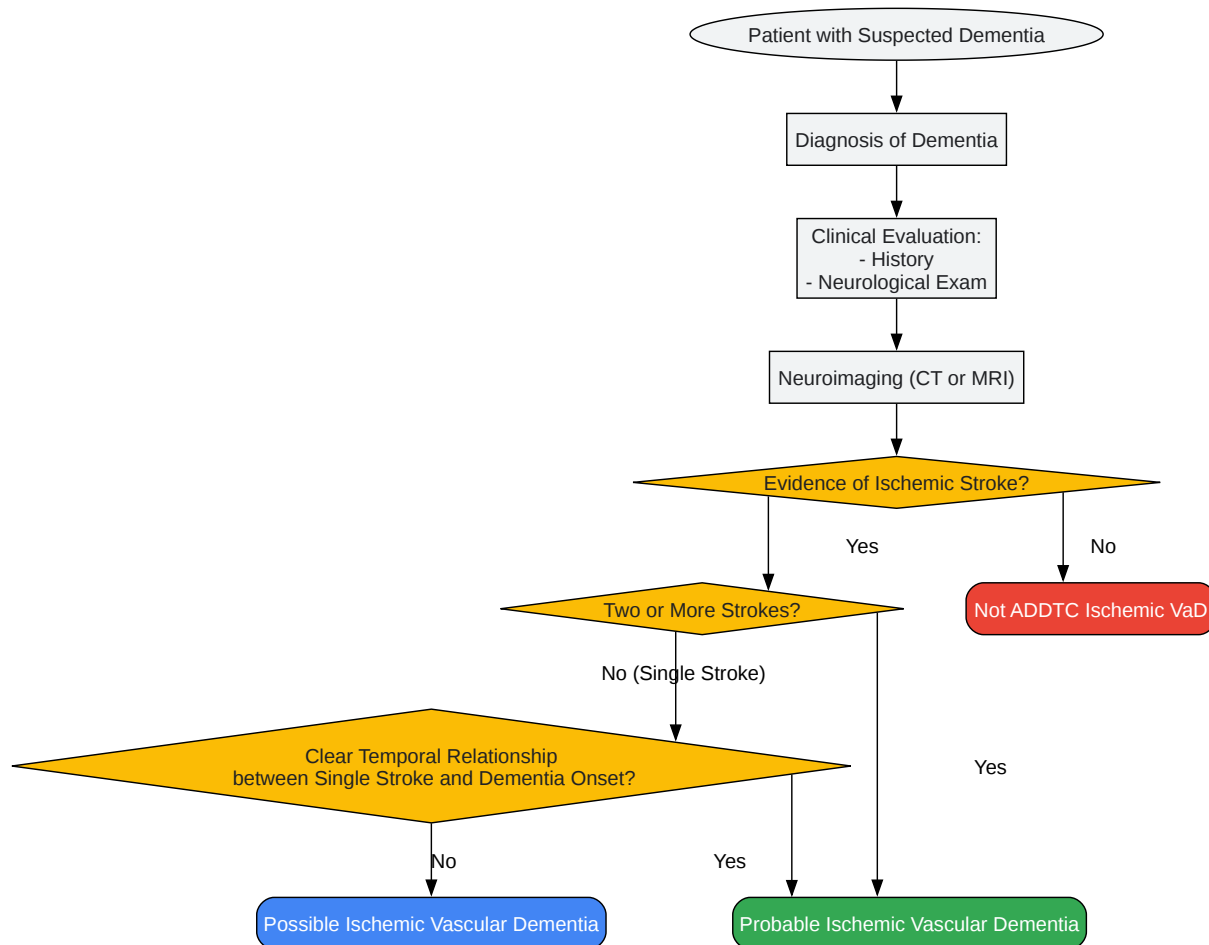 Patient with Suspected Dementia
Diagnosis of Dementia
Clinical Evaluation:
- History
- Neurological Exam
Neuroimaging (CT or MRI)
Evidence of Ischemic Stroke?
Yes
No
Two or More Strokes?
Not ADDTC Ischemic VaD
No (Single Stroke)
Clear Temporal Relationship
between Single Stroke and Dementia Onset?
Yes
No
Yes
Possible Ischemic Vascular Dementia
Probable Ischemic Vascular Dementia